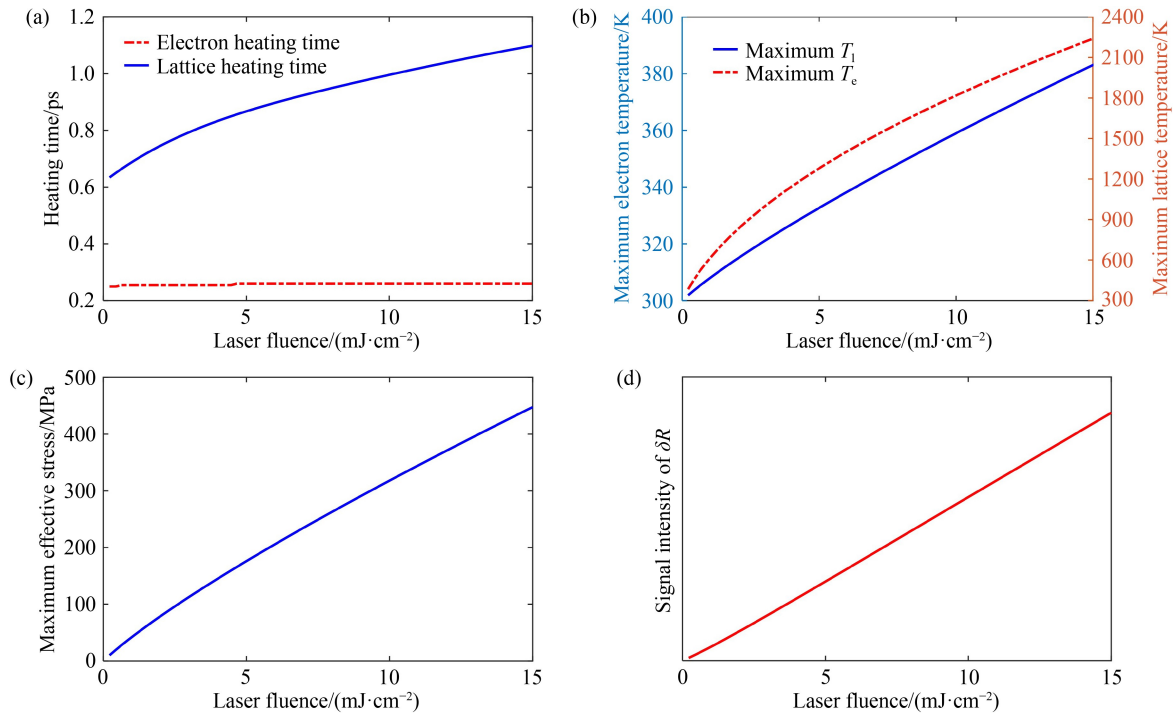 (a)
1.2
1.0
0.8
0.6
0.4
0.2
Heating time/ps
Electron heating time
Lattice heating time
0 5 10 15
Laser fluence/(mJ·cm⁻²)
(b)
400
380
360
340
320
300
Maximum electron temperature/K
Maximum Tₗ
Maximum Tₑ
2400
2100
1800
1500
1200
900
600
300
Maximum lattice temperature/K
0 5 10 15
Laser fluence/(mJ·cm⁻²)
(c)
500
400
300
200
100
0
Maximum effective stress/MPa
0 5 10 15
Laser fluence/(mJ·cm⁻²)
(d)
Signal intensity of δR
0 5 10 15
Laser fluence/(mJ·cm⁻²)